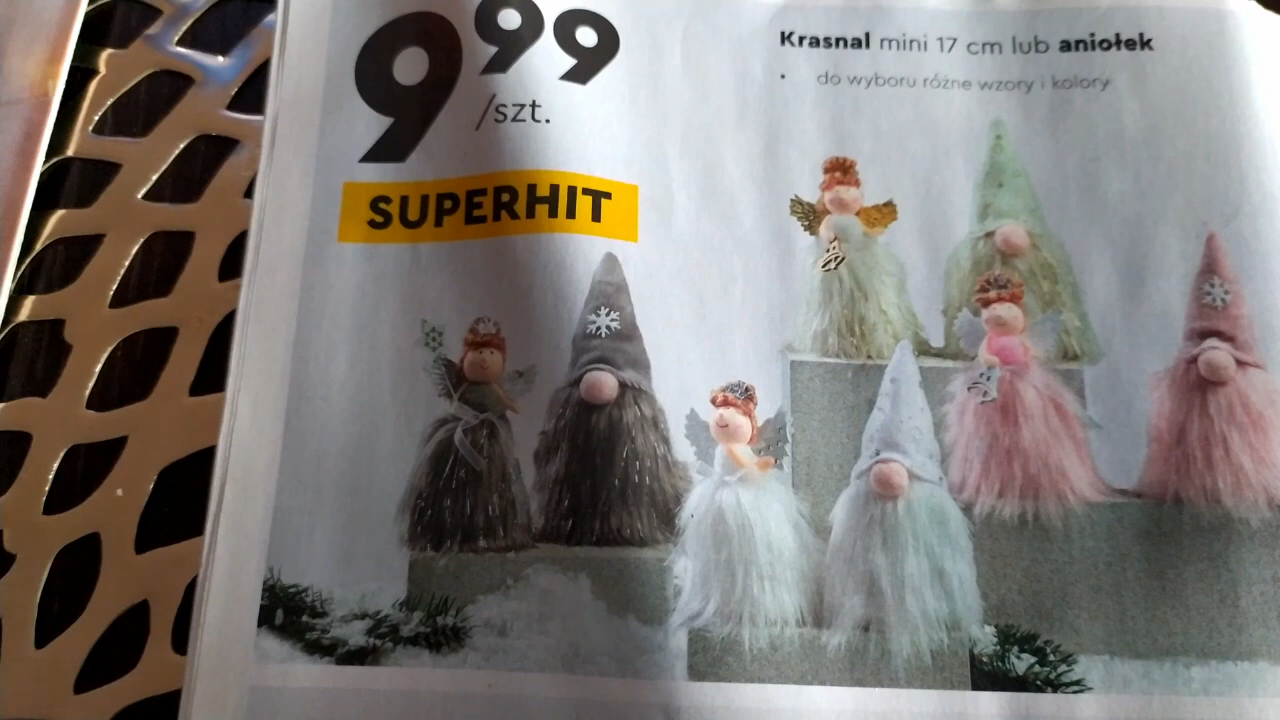 9 99
/szt.
SUPERHIT
Krasnal mini 17 cm lub aniołek
• do wyboru różne wzory i kolory